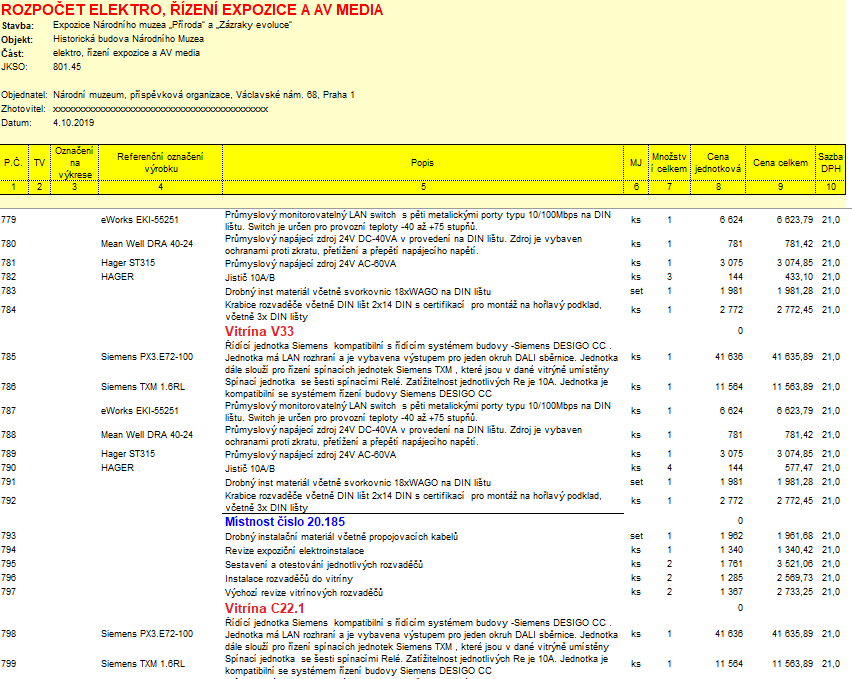 ROZPOČET ELEKTRO, ŘÍZENÍ EXPOZICE A AV MEDIA
Stavba: Expozice Národního muzea „Příroda“ a „Zázraky evoluce“
Objekt: Historická budova Národního Muzea
Část: elektro, řízení expozice a AV media
JKSO: 801.45
Objednatel: Národní muzeum, příspěvková organizace, Václavské nám. 68, Praha 1
Zhotovitel: xxxxxxxxxxxxxxxxxxxxxxxxxxxxxxxxxxxxxxxxxxx
Datum: 4.10.2019
P.Č. TV Označení na výkrese Referenční označení výrobku Popis MJ Množstv í celkem Cena jednotková Cena celkem Sazba DPH
1 2 3 4 5 6 7 8 9 10
779 eWorks EKI-55251 Průmyslový monitorovatelný LAN switch s pěti metalickými porty typu 10/100Mbps na DIN ks 1 6 624 6 623,79 21,0
lištu. Switch je určen pro provozní teploty -40 až +75 stupňů.
780 Mean Well DRA 40-24 Průmyslový napájecí zdroj 24V DC-40VA v provedení na DIN lištu. Zdroj je vybaven ks 1 781 781,42 21,0
ochranami proti zkratu, přetížení a přepětí napájecího napětí.
781 Hager ST315 Průmyslový napájecí zdroj 24V AC-60VA ks 1 3 075 3 074,85 21,0
782 HAGER Jistič 10A/B ks 3 144 433,10 21,0
783 Drobný inst materiál včetně svorkovnic 18xWAGO na DIN lištu set 1 1 981 1 981,28 21,0
784 Krabice rozvaděče včetně DIN lišt 2x14 DIN s certifikací pro montáž na hořlavý podklad, ks 1 2 772 2 772,45 21,0
včetně 3x DIN lišty
Vitrína V33 0
Řídící jednotka Siemens kompatibilní s řídícím systémem budovy -Siemens DESIGO CC .
785 Siemens PX3.E72-100 Jednotka má LAN rozhraní a je vybavena výstupem pro jeden okruh DALI sběrnice. Jednotka ks 1 41 636 41 635,89 21,0
dále slouží pro řízení spínacích jednotek Siemens TXM , které jsou v dané vitrýně umístěny
786 Siemens TXM 1.6RL Spínací jednotka se šesti spínacími Relé. Zatížitelnost jednotlivých Re je 10A. Jednotka je ks 1 11 564 11 563,89 21,0
kompatibilní se systémem řízení budovy Siemens DESIGO CC
787 eWorks EKI-55251 Průmyslový monitorovatelný LAN switch s pěti metalickými porty typu 10/100Mbps na DIN ks 1 6 624 6 623,79 21,0
lištu. Switch je určen pro provozní teploty -40 až +75 stupňů.
788 Mean Well DRA 40-24 Průmyslový napájecí zdroj 24V DC-40VA v provedení na DIN lištu. Zdroj je vybaven ks 1 781 781,42 21,0
ochranami proti zkratu, přetížení a přepětí napájecího napětí.
789 Hager ST315 Průmyslový napájecí zdroj 24V AC-60VA ks 1 3 075 3 074,85 21,0
790 HAGER Jistič 10A/B ks 4 144 577,47 21,0
791 Drobný inst materiál včetně svorkovnic 18xWAGO na DIN lištu set 1 1 981 1 981,28 21,0
792 Krabice rozvaděče včetně DIN lišt 2x14 DIN s certifikací pro montáž na hořlavý podklad, ks 1 2 772 2 772,45 21,0
včetně 3x DIN lišty
Místnost číslo 20.185 0
793 Drobný instalační materiál včetně propojovacích kabelů set 1 1 962 1 961,68 21,0
794 Revize expoziční elektroinstalace ks 1 1 340 1 340,42 21,0
795 Sestavení a otestování jednotlivých rozvaděčů ks 2 1 761 3 521,06 21,0
796 Instalace rozvaděčů do vitríny ks 2 1 285 2 569,73 21,0
797 Výchozí revize vitrínových rozvaděčů ks 2 1 367 2 733,25 21,0
Vitrína C22.1 0
Řídící jednotka Siemens kompatibilní s řídícím systémem budovy -Siemens DESIGO CC .
798 Siemens PX3.E72-100 Jednotka má LAN rozhraní a je vybavena výstupem pro jeden okruh DALI sběrnice. Jednotka ks 1 41 636 41 635,89 21,0
dále slouží pro řízení spínacích jednotek Siemens TXM , které jsou v dané vitrýně umístěny
799 Siemens TXM 1.6RL Spínací jednotka se šesti spínacími Relé. Zatížitelnost jednotlivých Re je 10A. Jednotka je ks 1 11 564 11 563,89 21,0
kompatibilní se systémem řízení budovy Siemens DESIGO CC